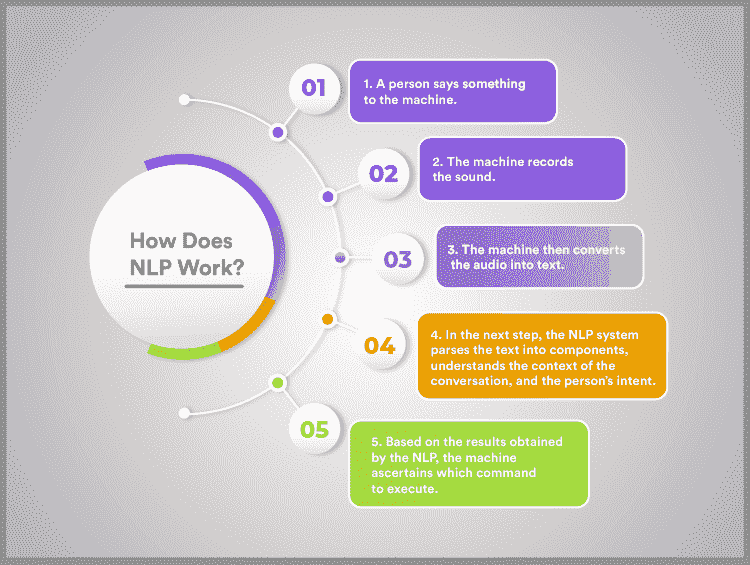 How Does
NLP Work?
01
1. A person says something
to the machine.
02
2. The machine records
the sound.
03
3. The machine then converts
the audio into text.
04
4. In the next step, the NLP system
parses the text into components,
understands the context of the
conversation, and the person's intent.
05
5. Based on the results obtained
by the NLP, the machine
ascertains which command
to execute.